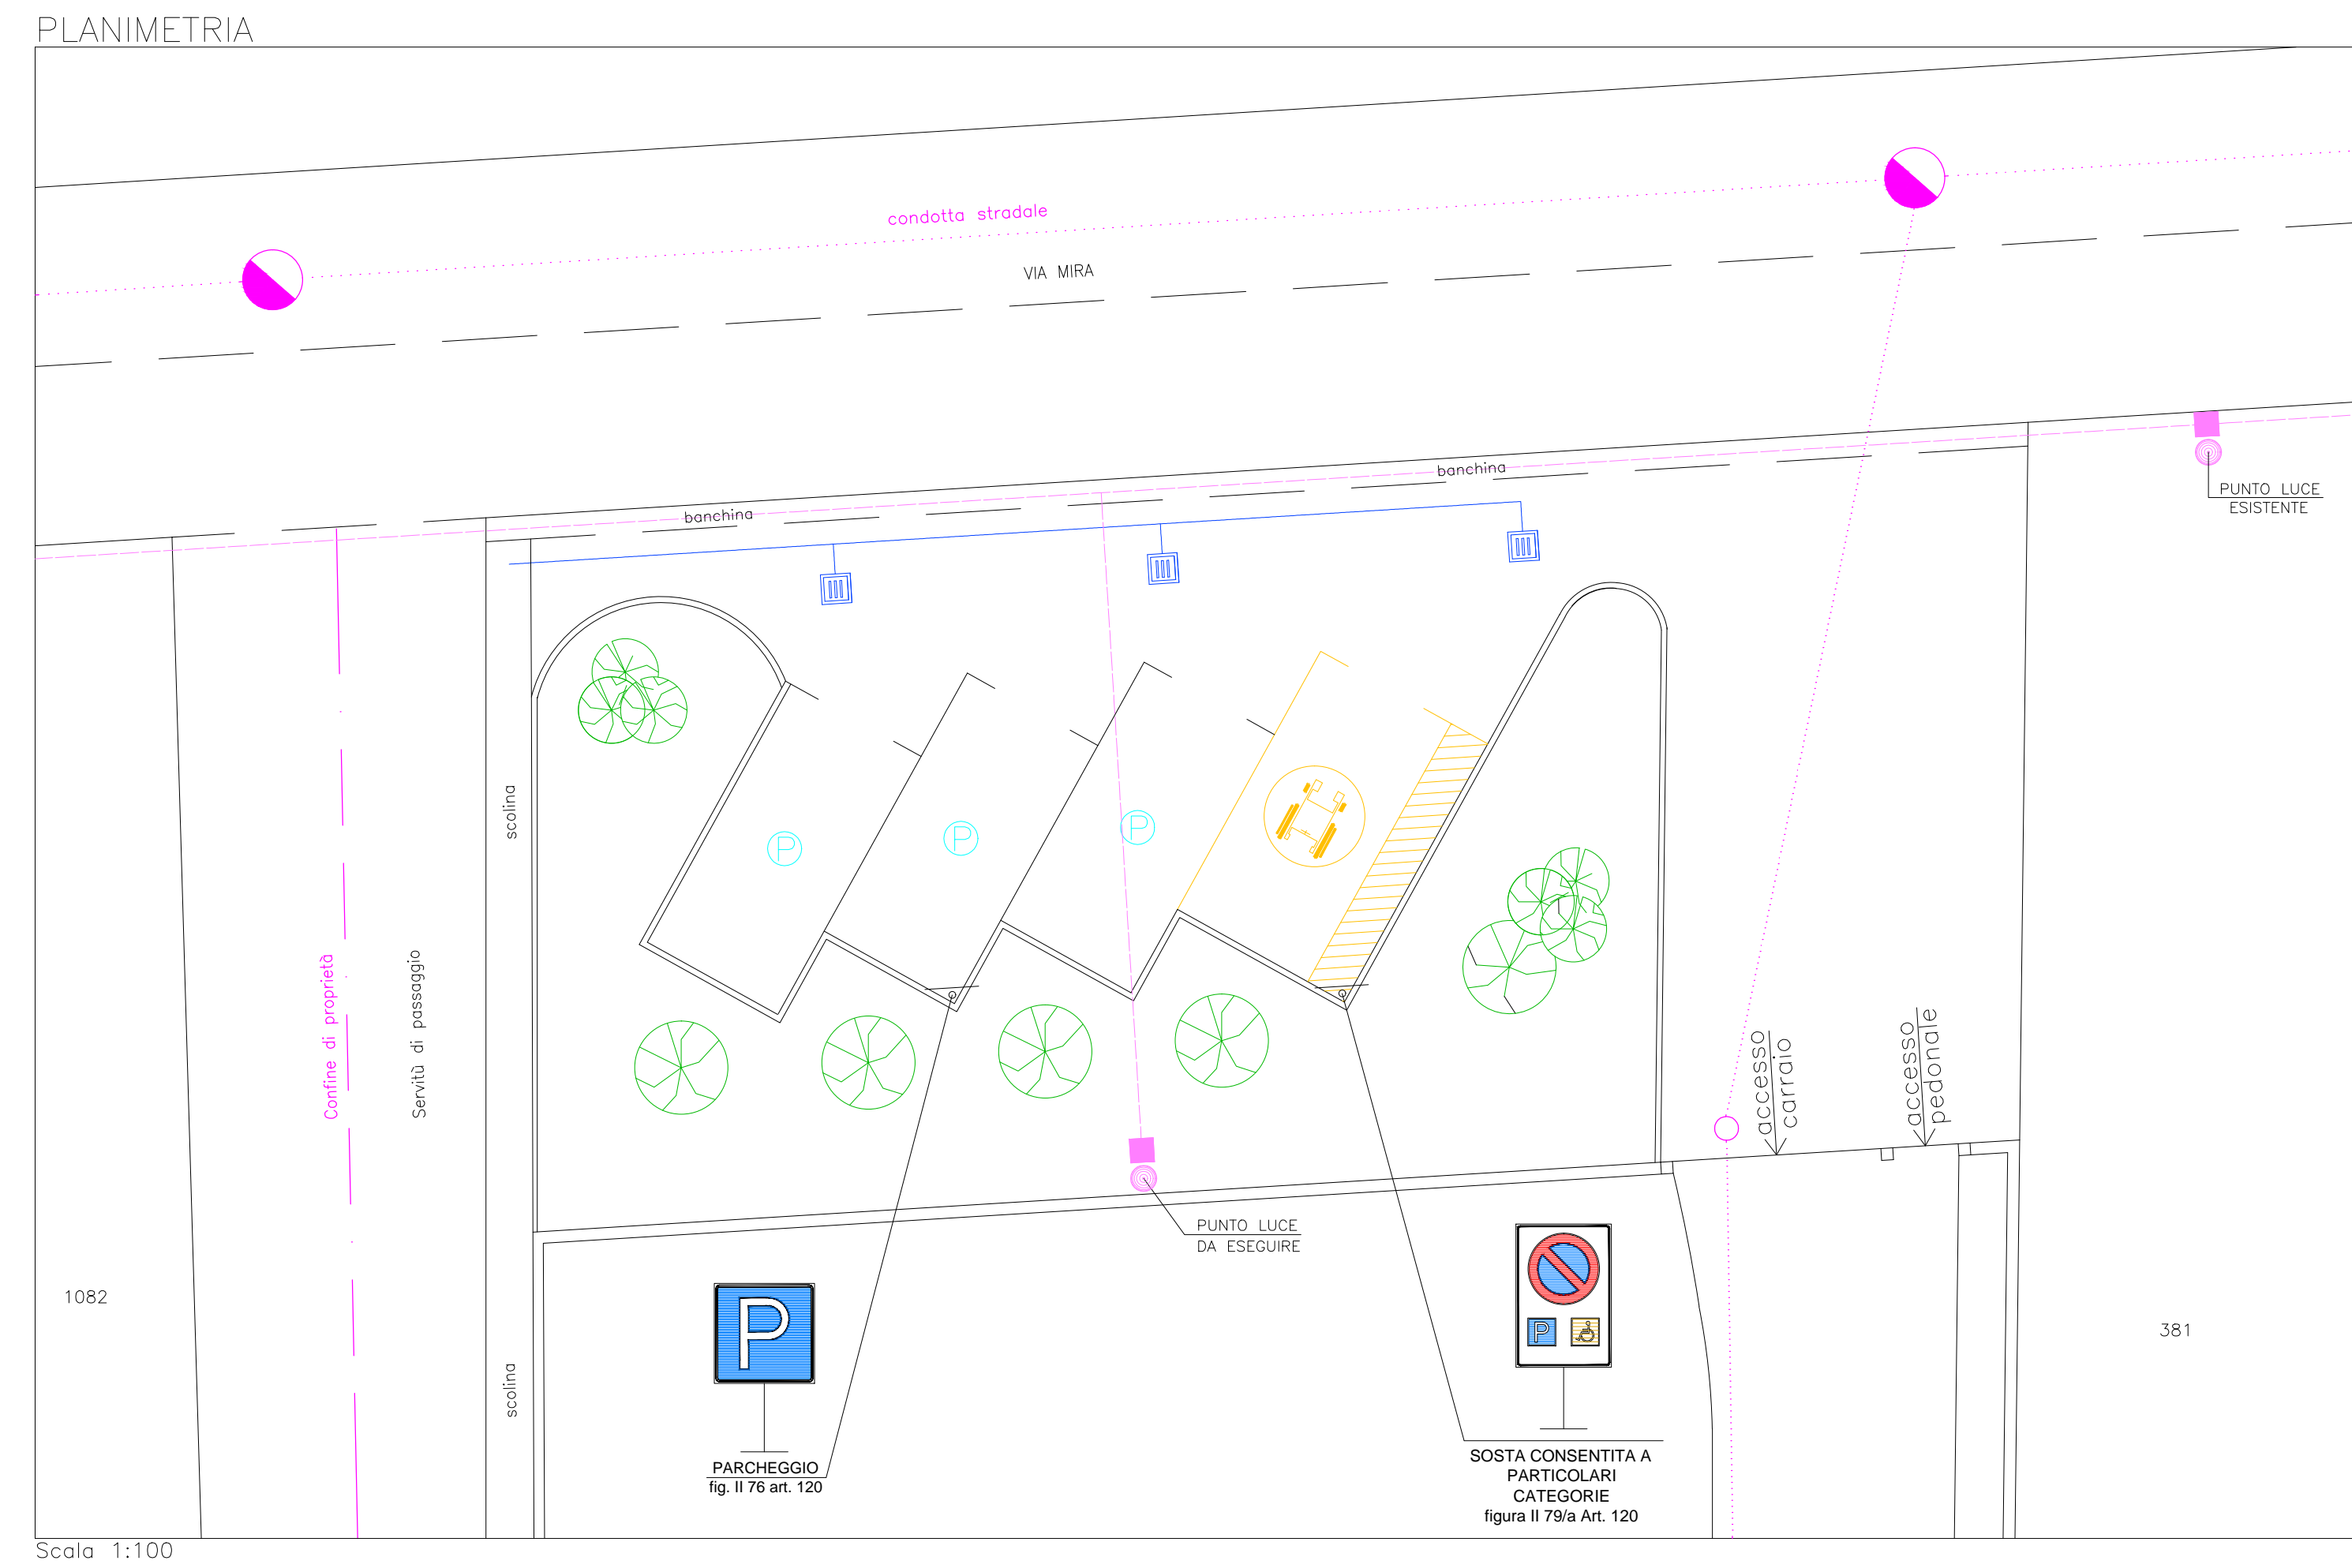 PLANIMETRIA
condotta stradale
VIA MIRA
banchina
banchina
PUNTO LUCE
ESISTENTE
scolina
P
P
P
Confine di proprietà
Servitù di passaggio
accesso
carraio
accesso
pedonale
PUNTO LUCE
DA ESEGUIRE
1082
P
P
381
scolina
PARCHEGGIO
fig. II 76 art. 120
SOSTA CONSENTITA A
PARTICOLARI
CATEGORIE
figura II 79/a Art. 120
Scala 1:100